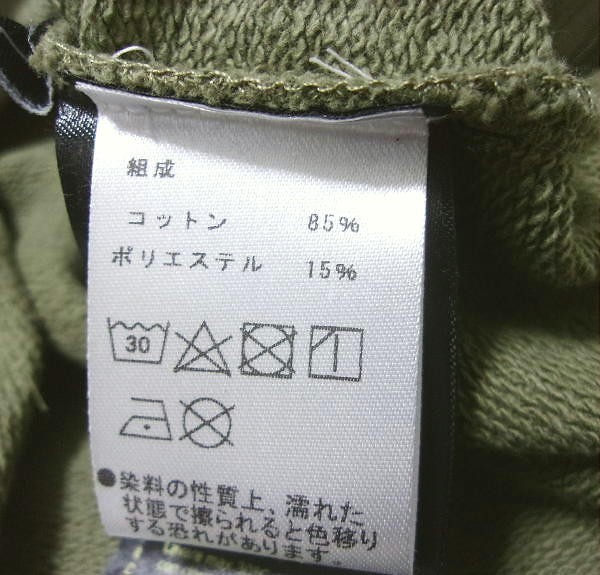 組成
コットン 85%
ポリエステル 15%
30
●染料の性質上、濡れた
状態で擦られると色移り
する恐れがあります。